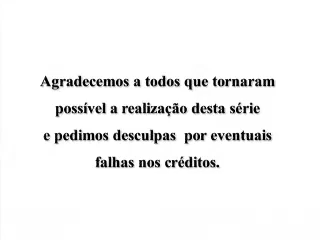 Agradecemos a todos que tornaram
possível a realização desta série
e pedimos desculpas por eventuais
falhas nos créditos.